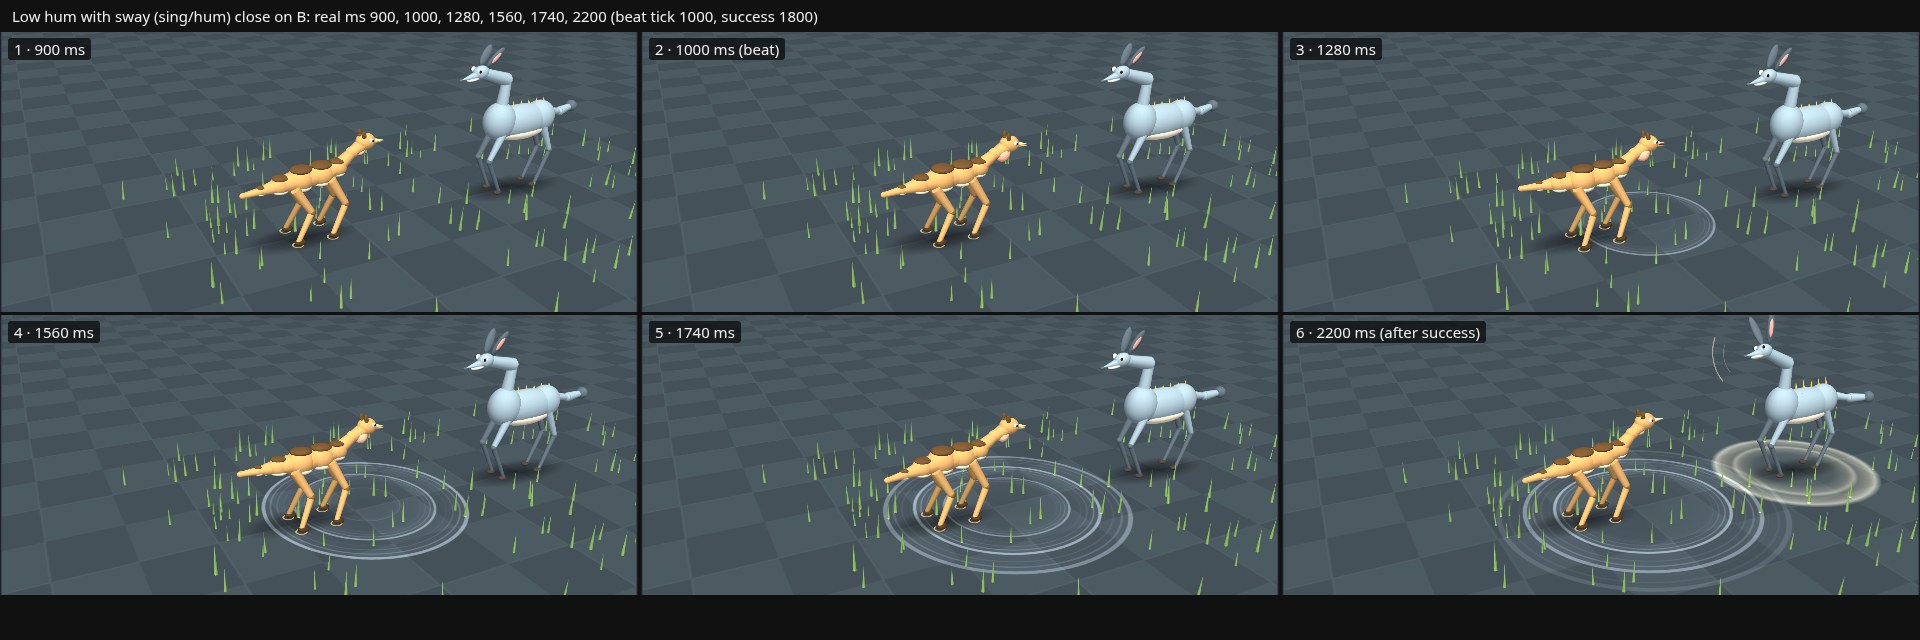 Low hum with sway (sing/hum) close on B: real ms 900, 1000, 1280, 1560, 1740, 2200 (beat tick 1000, success 1800)
1 · 900 ms
2 · 1000 ms (beat)
3 · 1280 ms
4 · 1560 ms
5 · 1740 ms
6 · 2200 ms (after success)